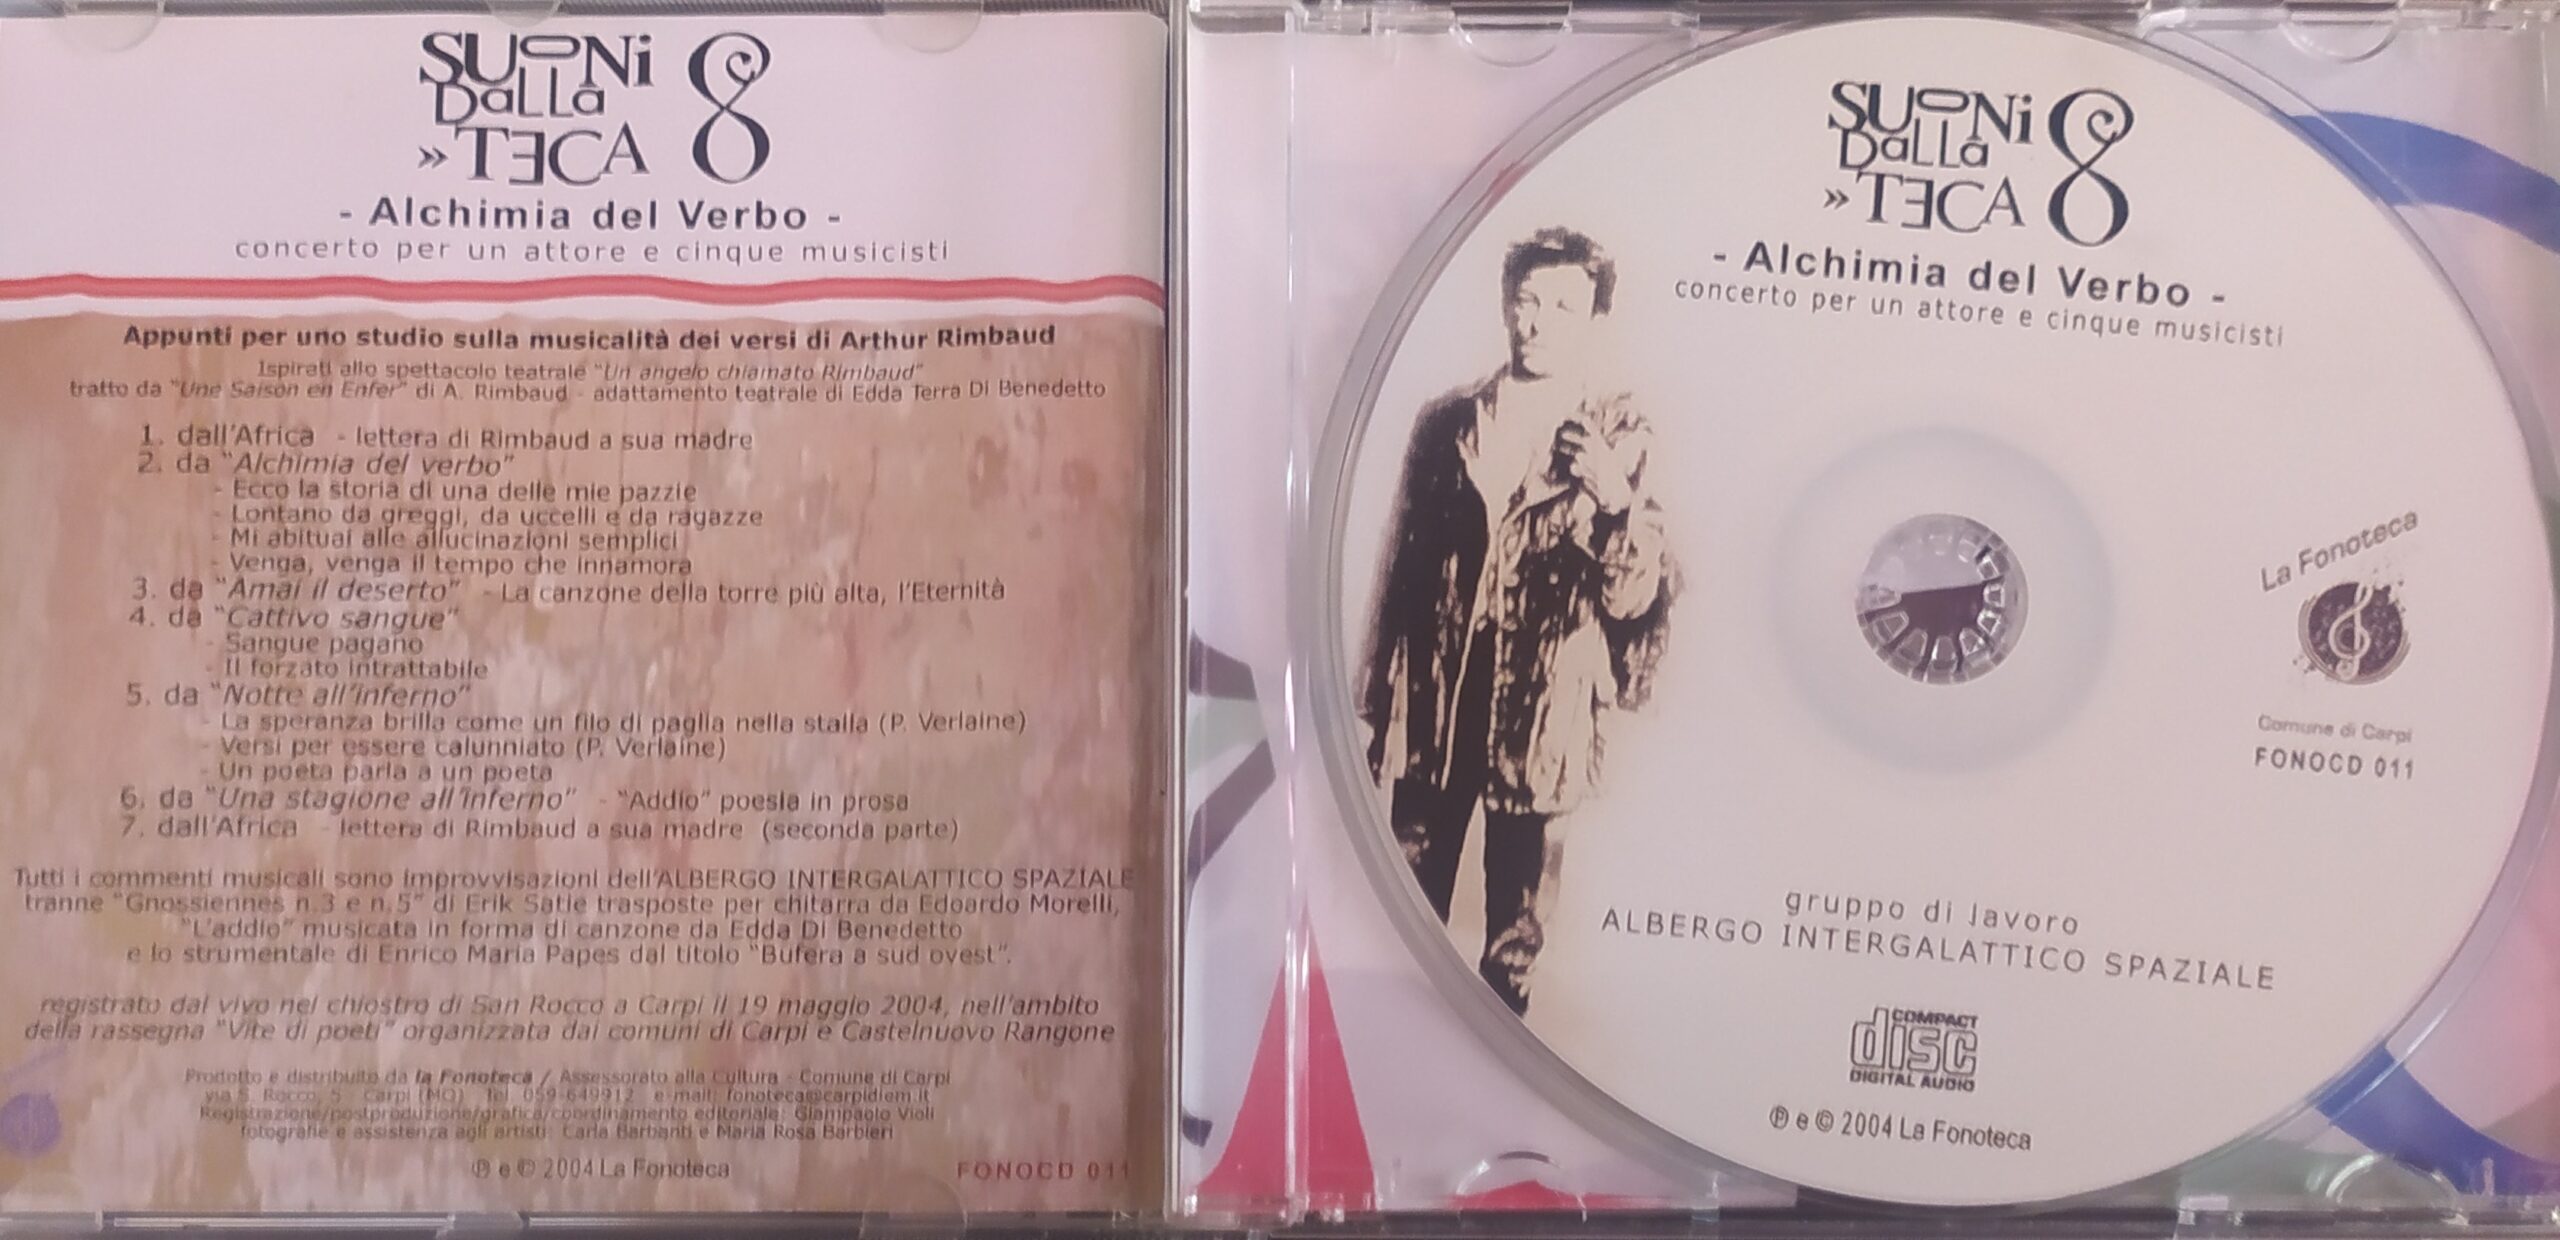 SUONi
DaLLa
» TECA 8
- Alchimia del Verbo -
concerto per un attore e cinque musicisti
Appunti per uno studio sulla musicalità dei versi di Arthur Rimbaud
Ispirati allo spettacolo teatrale "Un angelo chiamato Rimbaud"
tratto da "Une Saison en Enfer" di A. Rimbaud - adattamento teatrale di Edda Terra Di Benedetto
1. dall'Africa - lettera di Rimbaud a sua madre
2. da "Alchimia del verbo"
- Ecco la storia di una delle mie pazzie
- Lontano da greggi, da uccelli e da ragazze
- Mi abituai alle allucinazioni semplici
- Venga, venga il tempo che innamora
3. da "Amai il deserto" - La canzone della torre più alta, l'Eternità
4. da "Cattivo sangue"
- Sangue pagano
- Il forzato intrattabile
5. da "Notte all'inferno"
- La speranza brilla come un filo di paglia nella stalla (P. Verlaine)
- Versi per essere calunniato (P. Verlaine)
- Un poeta parla a un poeta
6. da "Una stagione all'inferno" - "Addio" poesia in prosa
7. dall'Africa - lettera di Rimbaud a sua madre (seconda parte)
Tutti i commenti musicali sono improvvisazioni dell'ALBERGO INTERGALATTICO SPAZIALE
tranne "Gnossiennes n.3 e n.5" di Erik Satie trasposte per chitarra da Edoardo Morelli,
"L'addio" musicata in forma di canzone da Edda Di Benedetto
e lo strumentale di Enrico Maria Papes dal titolo "Bufera a sud ovest".
registrato dal vivo nel chiostro di San Rocco a Carpi il 19 maggio 2004, nell'ambito
della rassegna "Vite di poeti" organizzata dai comuni di Carpi e Castelnuovo Rangone
Prodotto e distribuito da la Fonoteca / Assessorato alla Cultura - Comune di Carpi
via S. Rocco, 5 - Carpi (MO) Tel. 059-649912 e-mail: fonoteca@carpidiem.it
Registrazione/postproduzione/grafica/coordinamento editoriale: Giampaolo Violi
fotografie e assistenza agli artisti: Carla Barbanti e Maria Rosa Barbieri
℗ e © 2004 La Fonoteca
FONOCD 011
SUONi
DaLLa
» TECA 8
- Alchimia del Verbo -
concerto per un attore e cinque musicisti
La Fonoteca
Comune di Carpi
FONOCD 011
gruppo di lavoro
ALBERGO INTERGALATTICO SPAZIALE
COMPACT
disc
DIGITAL AUDIO
℗ e © 2004 La Fonoteca